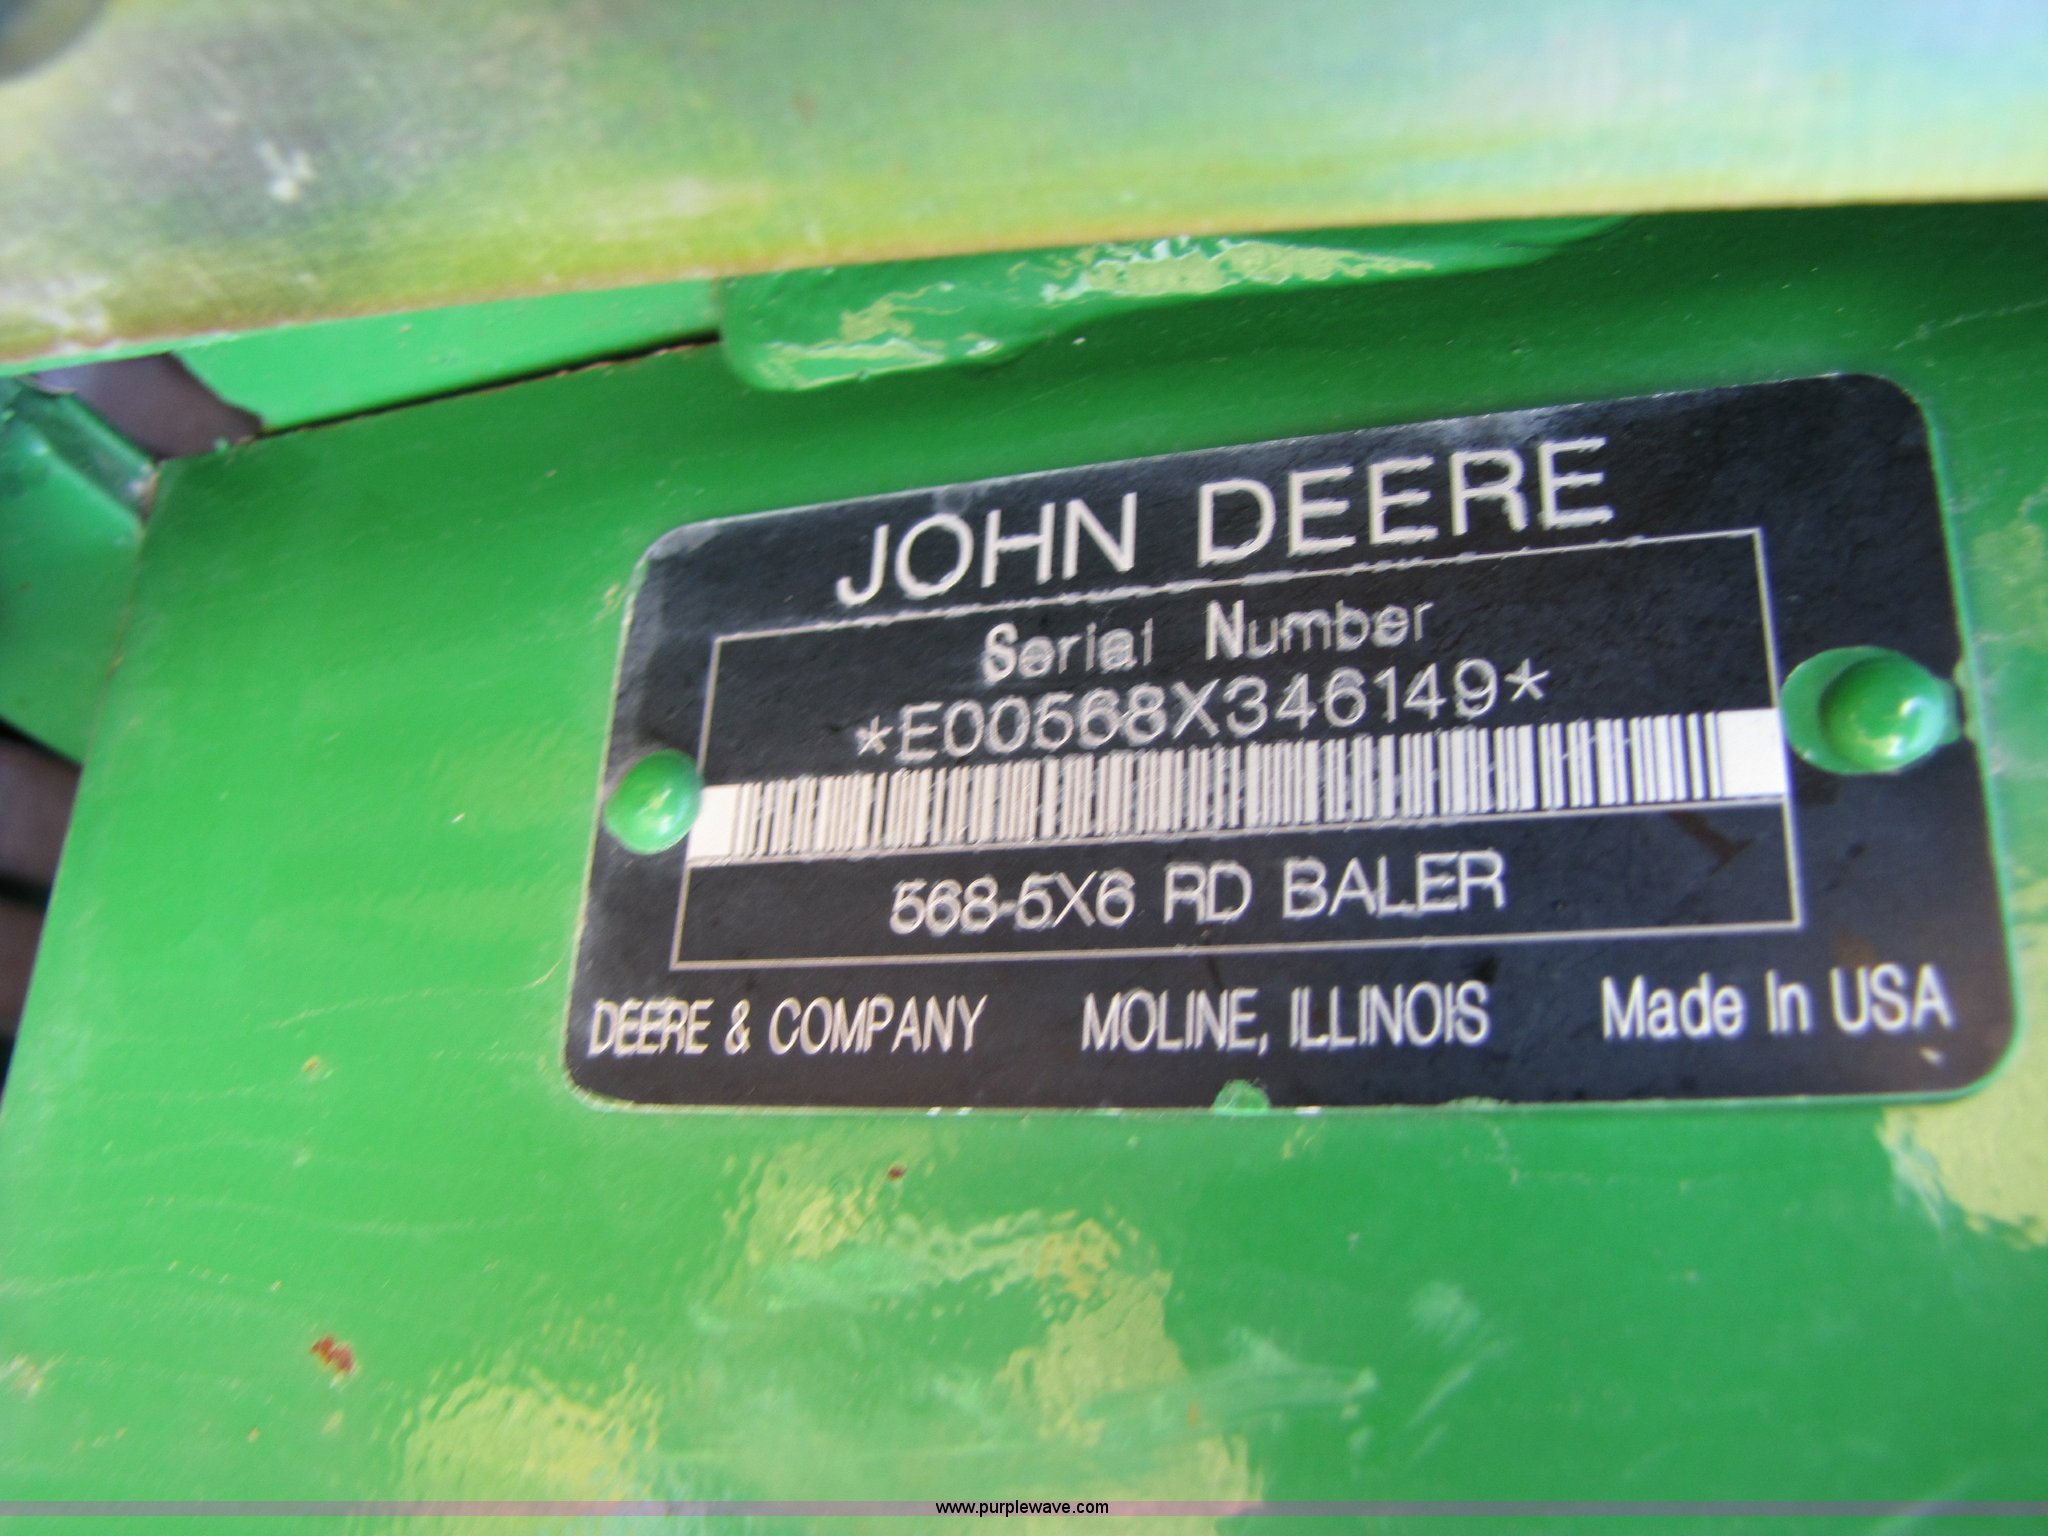 JOHN DEERE
Serial Number
*E00568X346149*
568-5X6 RD BALER
DEERE & COMPANY MOLINE, ILLINOIS Made In USA
www.purplewave.com